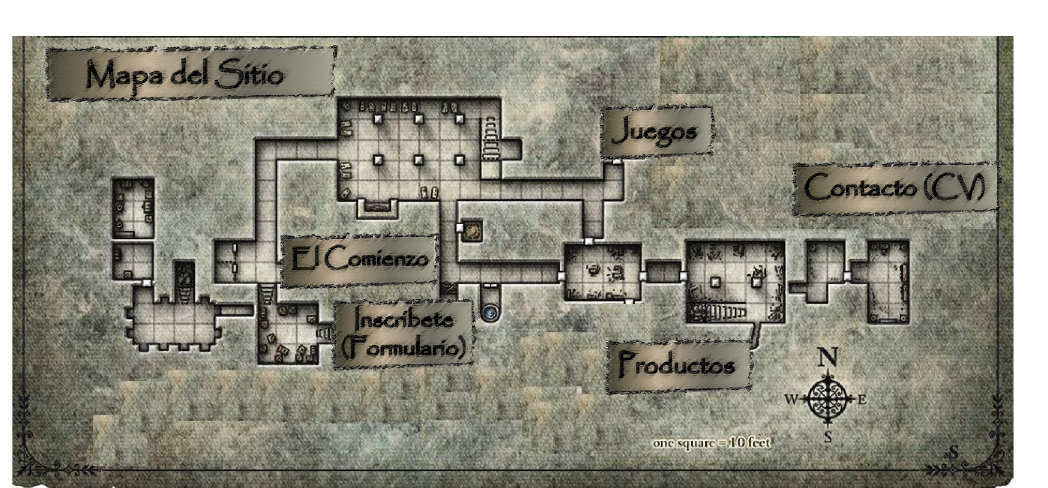 Mapa del Sitio
Juegos
Contacto (CV)
El Comienzo
Inscríbete
(Formulario)
Productos
N
W E
S
one square = 10 feet
S